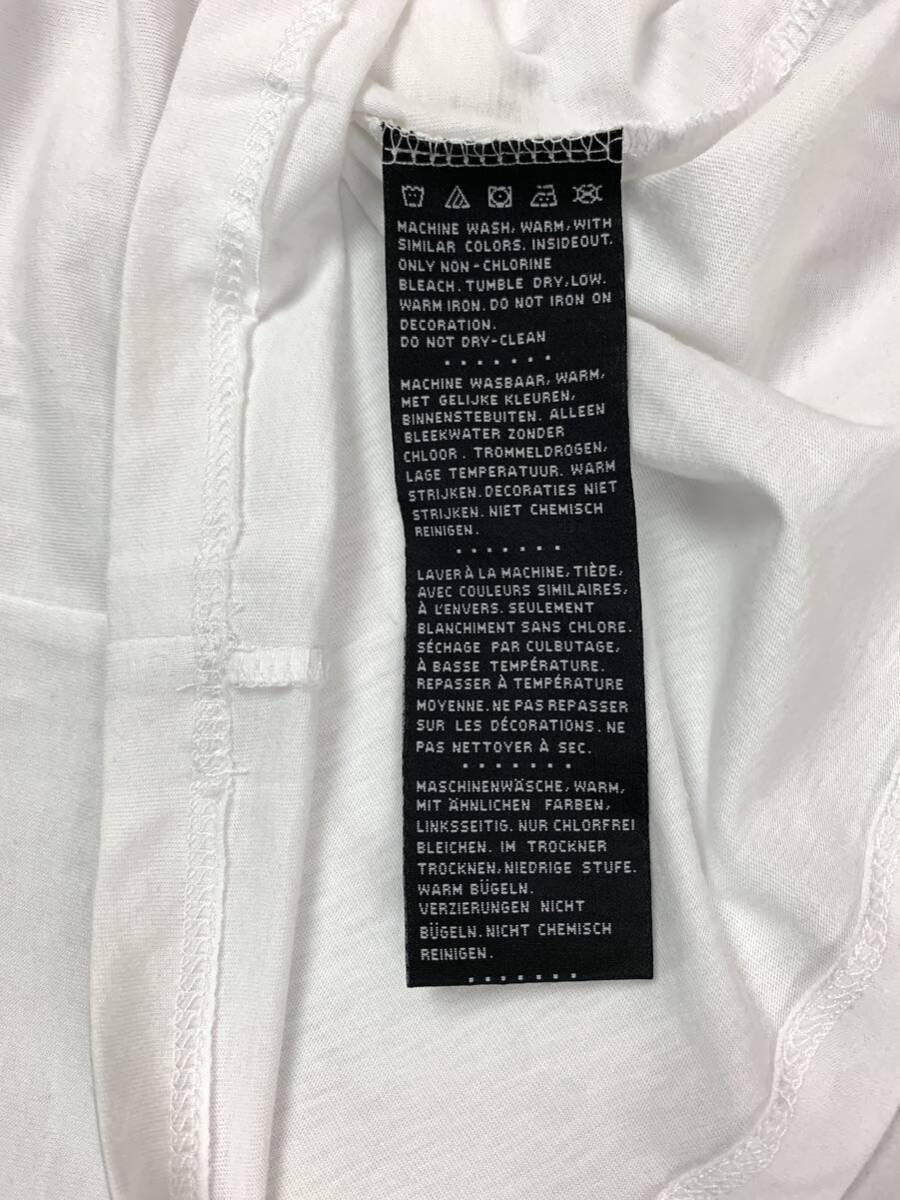 MACHINE WASH, WARM, WITH
SIMILAR COLORS. INSIDEOUT.
ONLY NON-CHLORINE
BLEACH. TUMBLE DRY, LOW.
WARM IRON. DO NOT IRON ON
DECORATION.
DO NOT DRY-CLEAN
.......
MACHINE WASBAAR, WARM,
MET GELIJKE KLEUREN,
BINNENSTEBUITEN. ALLEEN
BLEEKWATER ZONDER
CHLOOR. TROMMELDROGEN,
LAGE TEMPERATUUR. WARM
STRIJKEN. DECORATIES NIET
STRIJKEN. NIET CHEMISCH
REINIGEN.
.......
LAVER À LA MACHINE, TIÈDE,
AVEC COULEURS SIMILAIRES,
À L'ENVERS. SEULEMENT
BLANCHIMENT SANS CHLORE.
SÉCHAGE PAR CULBUTAGE,
À BASSE TEMPÉRATURE.
REPASSER À TEMPÉRATURE
MOYENNE. NE PAS REPASSER
SUR LES DÉCORATIONS. NE
PAS NETTOYER À SEC.
.......
MASCHINENWÄSCHE, WARM,
MIT ÄHNLICHEN FARBEN,
LINKSSEITIG. NUR CHLORFREI
BLEICHEN. IM TROCKNER
TROCKNEN, NIEDRIGE STUFE.
WARM BÜGELN.
VERZIERUNGEN NICHT
BÜGELN. NICHT CHEMISCH
REINIGEN.
.......